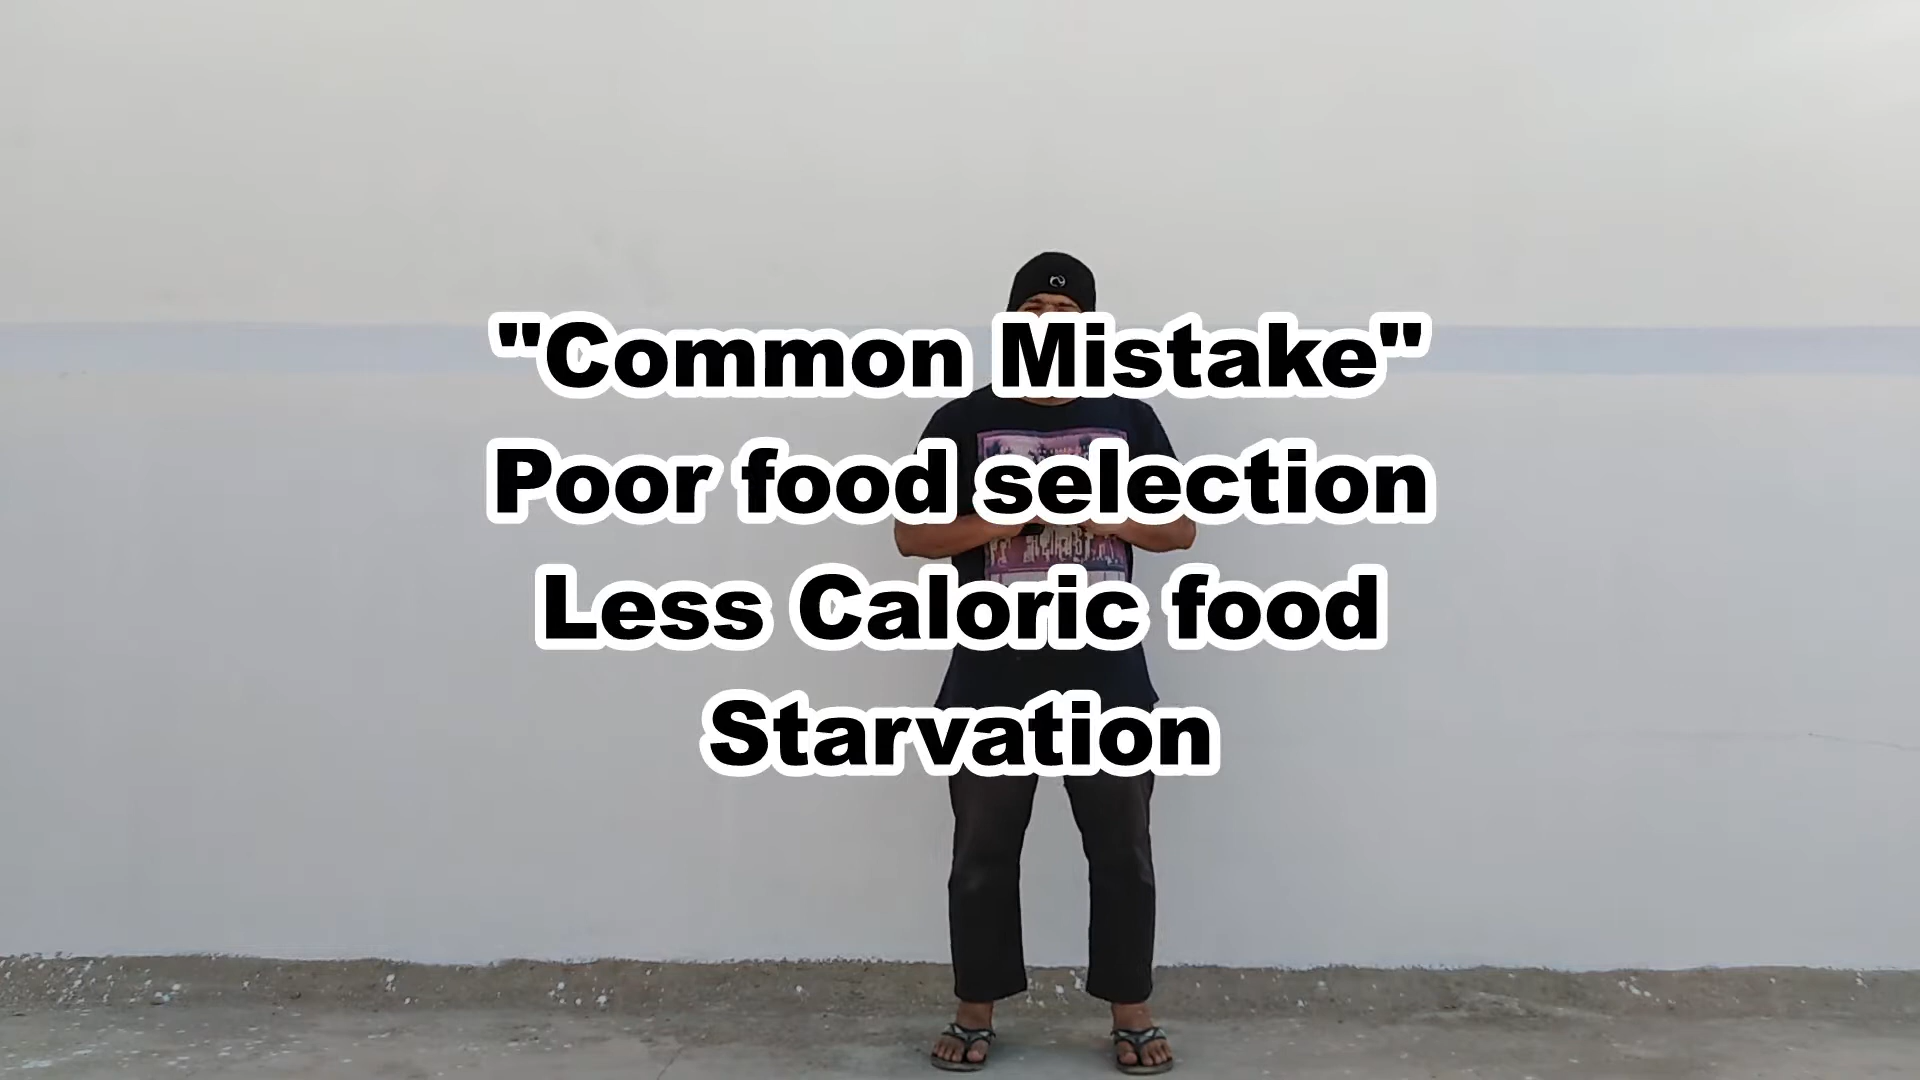 "Common Mistake"
Poor food selection
Less Caloric food
Starvation